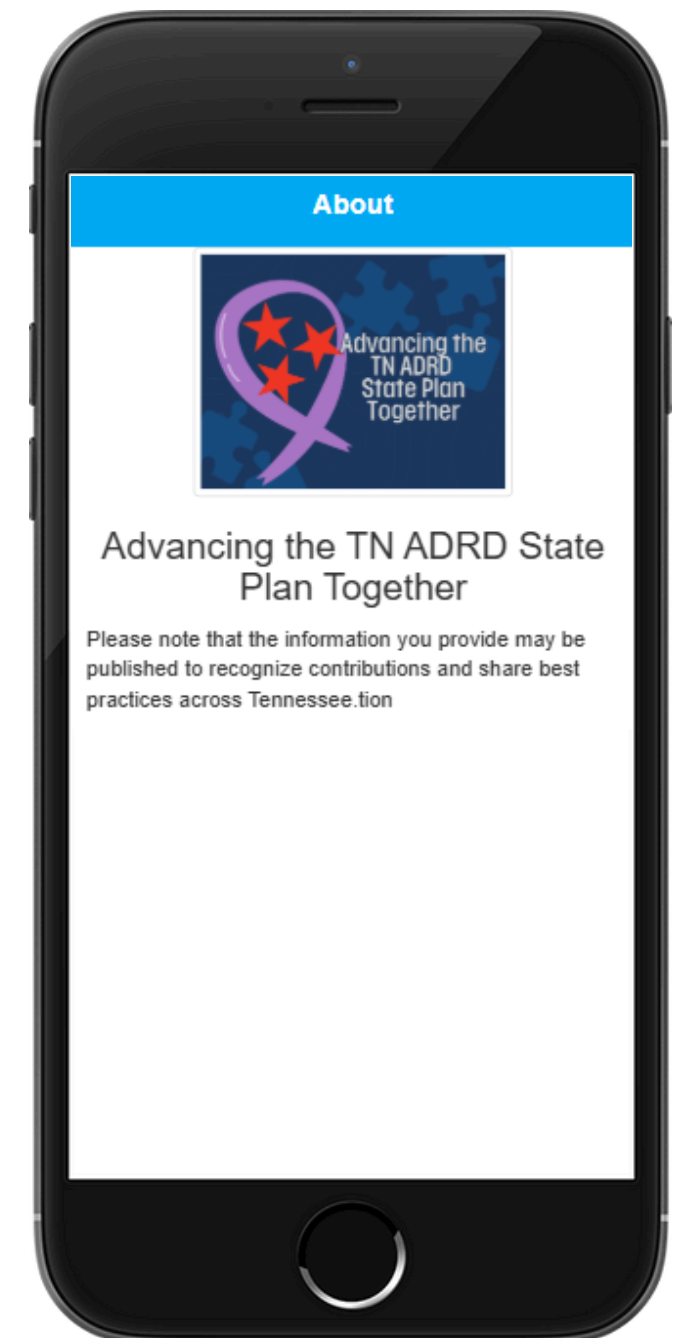 About
Advancing the
TN ADRD
State Plan
Together
Advancing the TN ADRD State
Plan Together
Please note that the information you provide may be
published to recognize contributions and share best
practices across Tennessee.tion